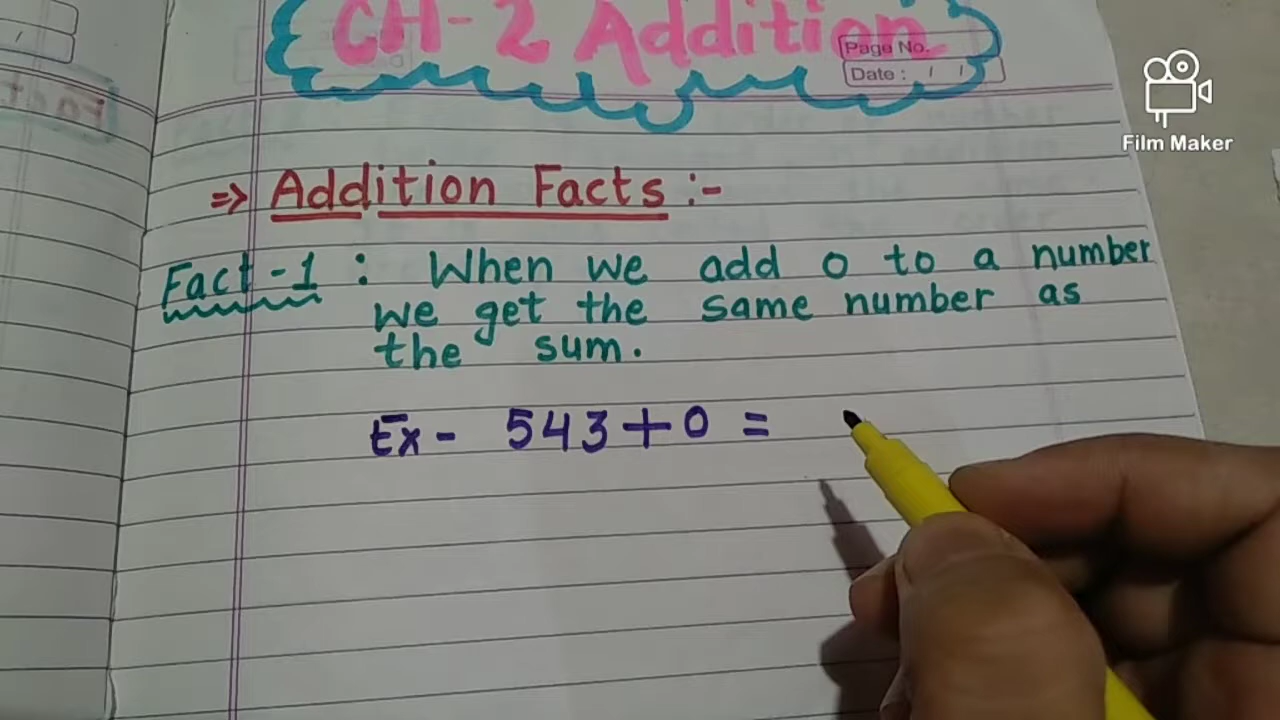 CH-2 Addition
Page No.
Date : / /
Film Maker
⇒ Addition Facts :-
Fact-1 : When we add 0 to a number
we get the same number as
the sum.
Ex- 543+0 =